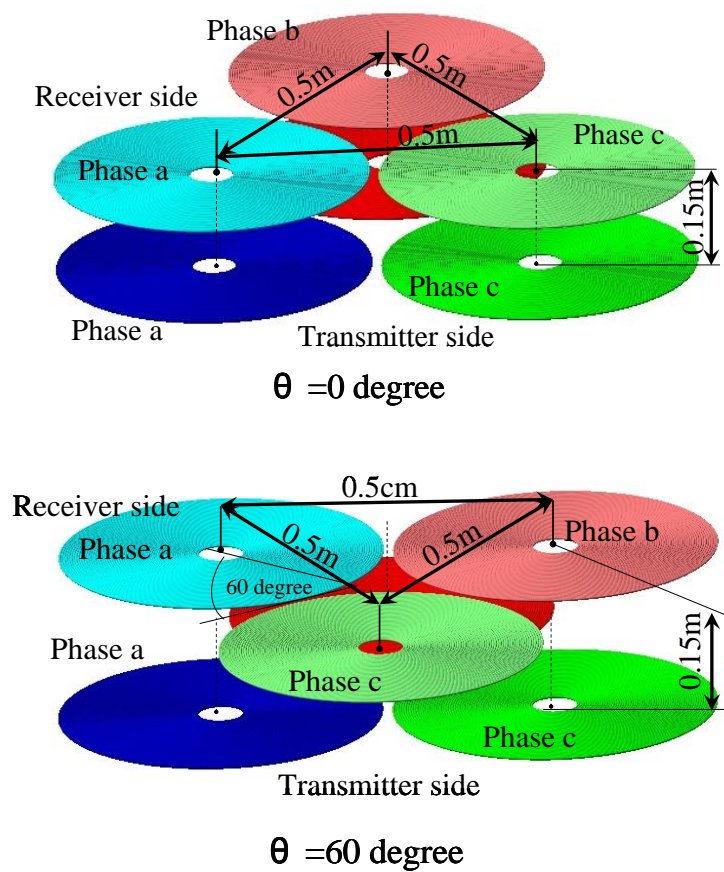 Phase b
0.5m
0.5m
Receiver side
0.5m
Phase c
Phase a
0.15m
Phase c
Phase a
Transmitter side
θ =0 degree
0.5cm
Receiver side
Phase b
Phase a
0.5m
0.5m
60 degree
Phase a
0.15m
Phase c
Phase c
Transmitter side
θ =60 degree